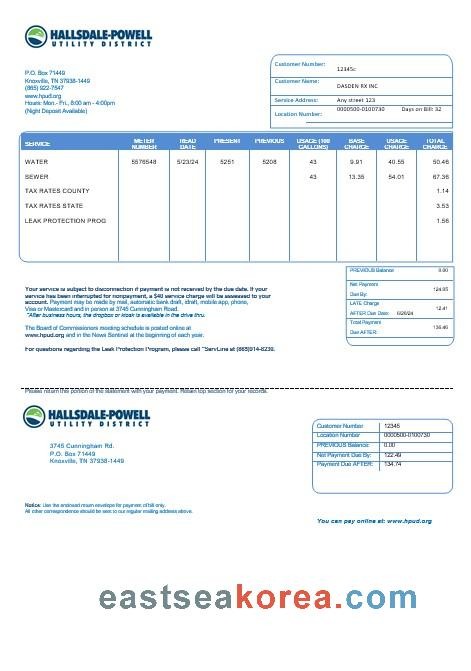 HALLSDALE-POWELL
UTILITY DISTRICT
P.O. Box 71449
Knoxville, TN 37938-1449
(865) 922-7547
www.hpud.org
Hours: Mon.- Fri., 8:00 am - 4:00pm
(Night Deposit Available)
Customer Number: 12345c
Customer Name: DASDEN RX INC
Service Address: Any street 123
Location Number: 0000500-0100730 Days on Bill: 32
SERVICE METER NUMBER READ DATE PRESENT PREVIOUS USAGE (100 GALLONS) BASE CHARGE USAGE CHARGE TOTAL CHARGE
WATER 5576548 5/23/24 5251 5208 43 9.91 40.55 50.46
SEWER 43 13.35 54.01 67.36
TAX RATES COUNTY 1.14
TAX RATES STATE 3.53
LEAK PROTECTION PROG 1.56
PREVIOUS Balance 0.00
Net Payment Due By: 124.05
LATE Charge AFTER Due Date: 6/20/24 12.41
Total Payment Due AFTER: 136.46
Your service is subject to disconnection if payment is not received by the due date. If your
service has been interrupted for nonpayment, a $40 service charge will be assessed to your
account. Payment may be made by mail, automatic bank draft, idraft, mobile app, phone,
Visa or Mastercard and in person at 3745 Cunningham Road.
*After business hours, the dropbox or kiosk is available in the drive thru.
The Board of Commissioners meeting schedule is posted online at
www.hpud.org and in the News Sentinel at the beginning of each year.
For questions regarding the Leak Protection Program, please call "ServLine at (865)914-8239.
Please return this portion of the statement with your payment. Retain top section for your records.
HALLSDALE-POWELL
UTILITY DISTRICT
3745 Cunningham Rd.
P.O. Box 71449
Knoxville, TN 37938-1449
Customer Number 12345
Location Number 0000500-0100730
PREVIOUS Balance: 0.00
Net Payment Due By: 122.49
Payment Due AFTER: 134.74
Notice: Use the enclosed return envelope for payment of bill only.
All other correspondence should be sent to our regular mailing address above.
You can pay online at: www.hpud.org
eastseakorea.com